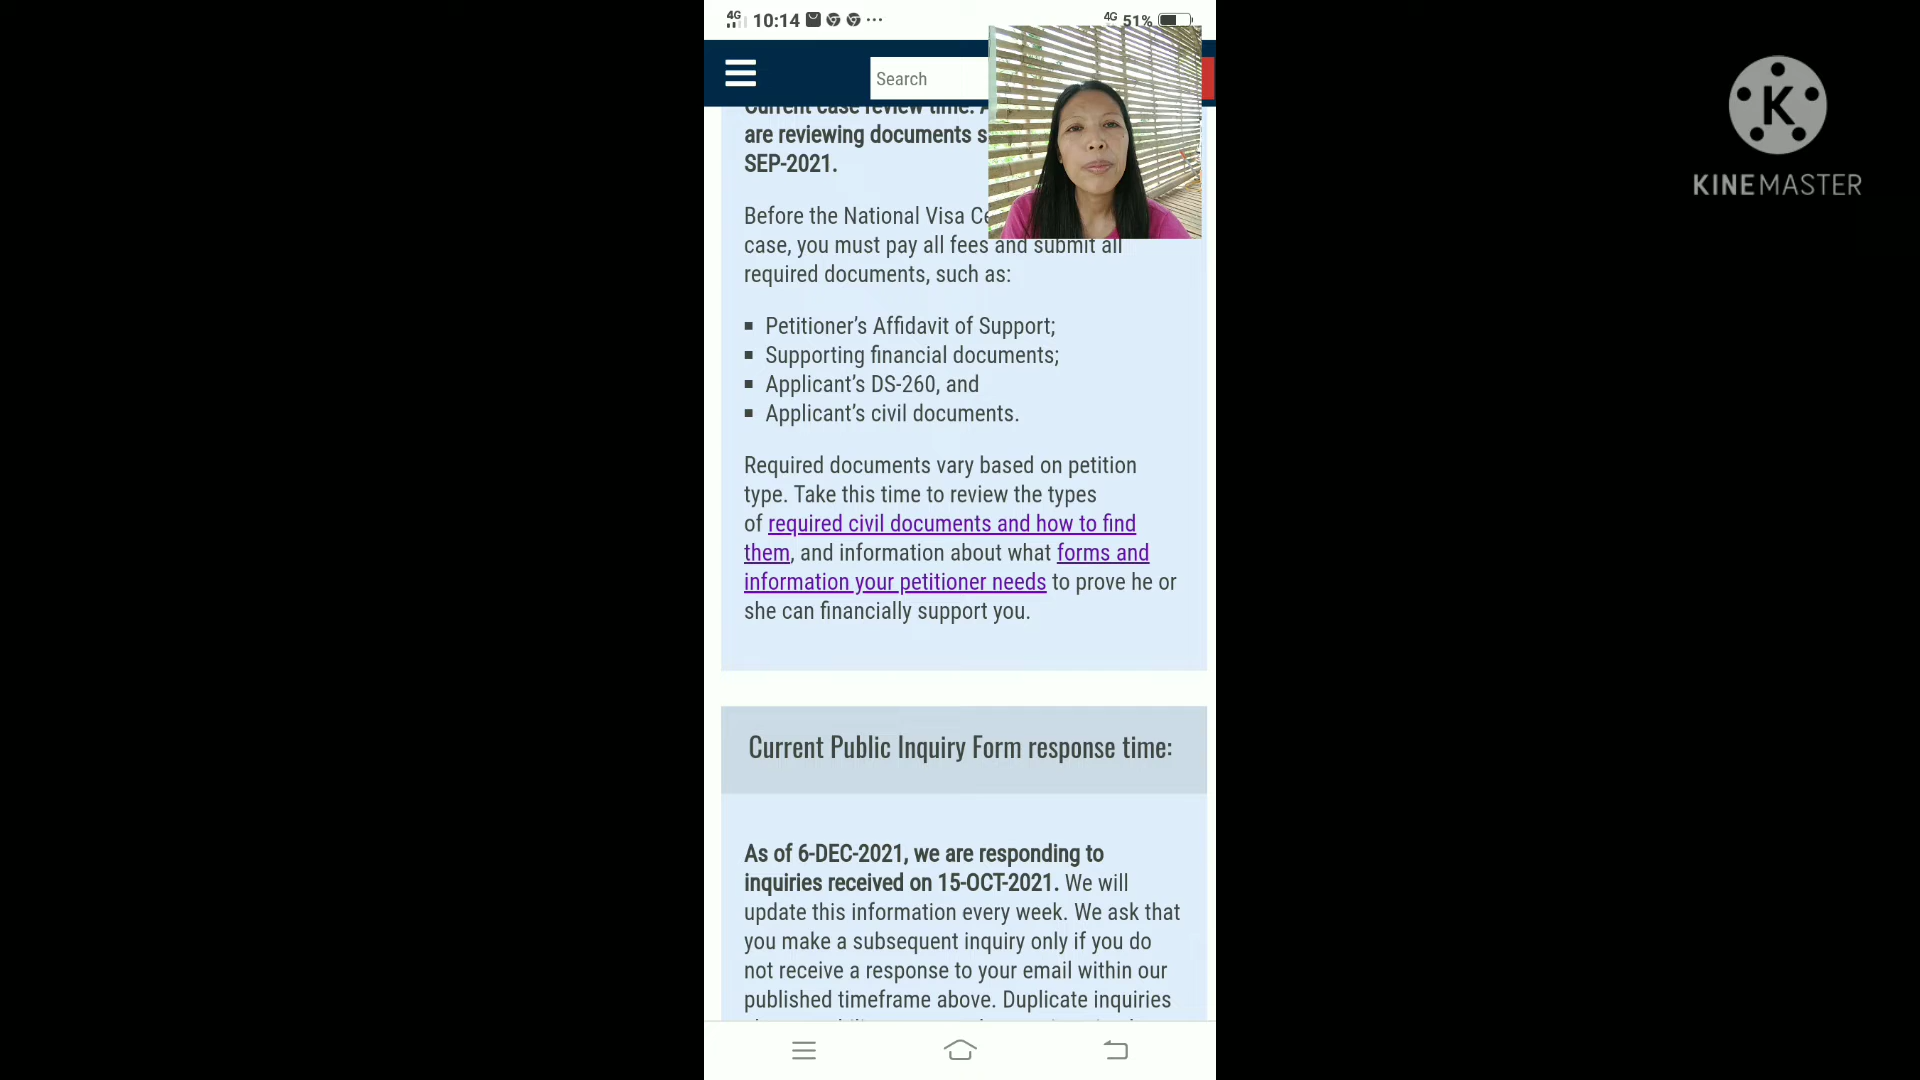 4G 10:14 ... 4G 51%
Search
Current case review time:
are reviewing documents
SEP-2021.
Before the National Visa
case, you must pay all fees and submit all
required documents, such as:
▪ Petitioner’s Affidavit of Support;
▪ Supporting financial documents;
▪ Applicant’s DS-260, and
▪ Applicant’s civil documents.
Required documents vary based on petition
type. Take this time to review the types
of required civil documents and how to find
them, and information about what forms and
information your petitioner needs to prove he or
she can financially support you.
Current Public Inquiry Form response time:
As of 6-DEC-2021, we are responding to
inquiries received on 15-OCT-2021. We will
update this information every week. We ask that
you make a subsequent inquiry only if you do
not receive a response to your email within our
published timeframe above. Duplicate inquiries
K
KINEMASTER